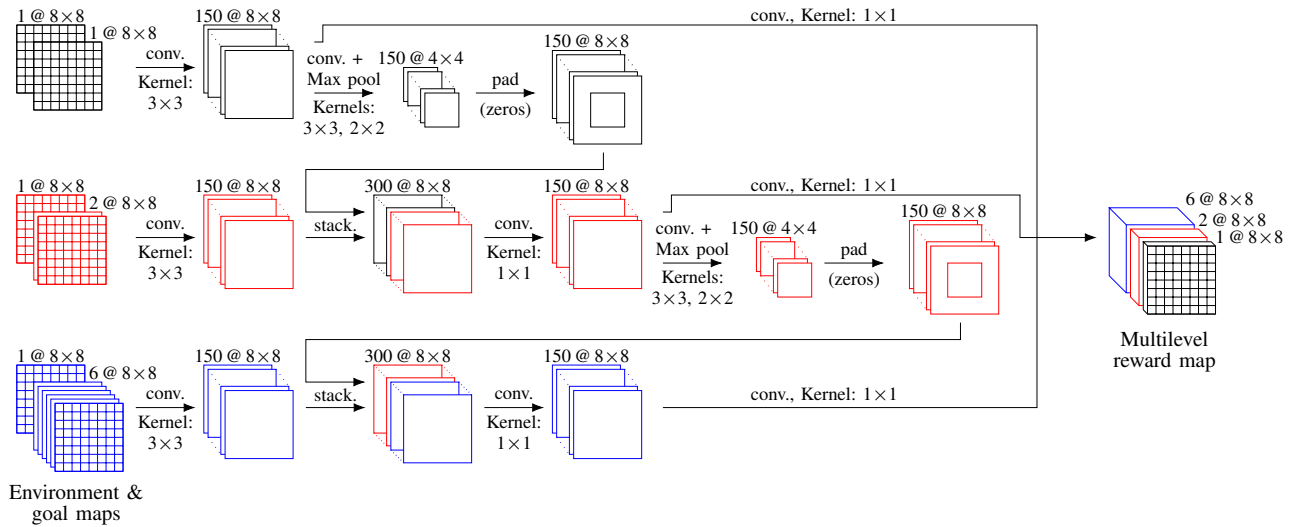 1 @ 8×8
1 @ 8×8
conv.
Kernel:
3×3
150 @ 8×8
conv., Kernel: 1×1
conv. +
Max pool
Kernels:
3×3, 2×2
150 @ 4×4
pad
(zeros)
150 @ 8×8
1 @ 8×8
2 @ 8×8
conv.
Kernel:
3×3
150 @ 8×8
stack.
300 @ 8×8
conv.
Kernel:
1×1
150 @ 8×8
conv., Kernel: 1×1
conv. +
Max pool
Kernels:
3×3, 2×2
150 @ 4×4
pad
(zeros)
150 @ 8×8
6 @ 8×8
2 @ 8×8
1 @ 8×8
Multilevel
reward map
1 @ 8×8
6 @ 8×8
conv.
Kernel:
3×3
150 @ 8×8
stack.
300 @ 8×8
conv.
Kernel:
1×1
150 @ 8×8
conv., Kernel: 1×1
Environment &
goal maps